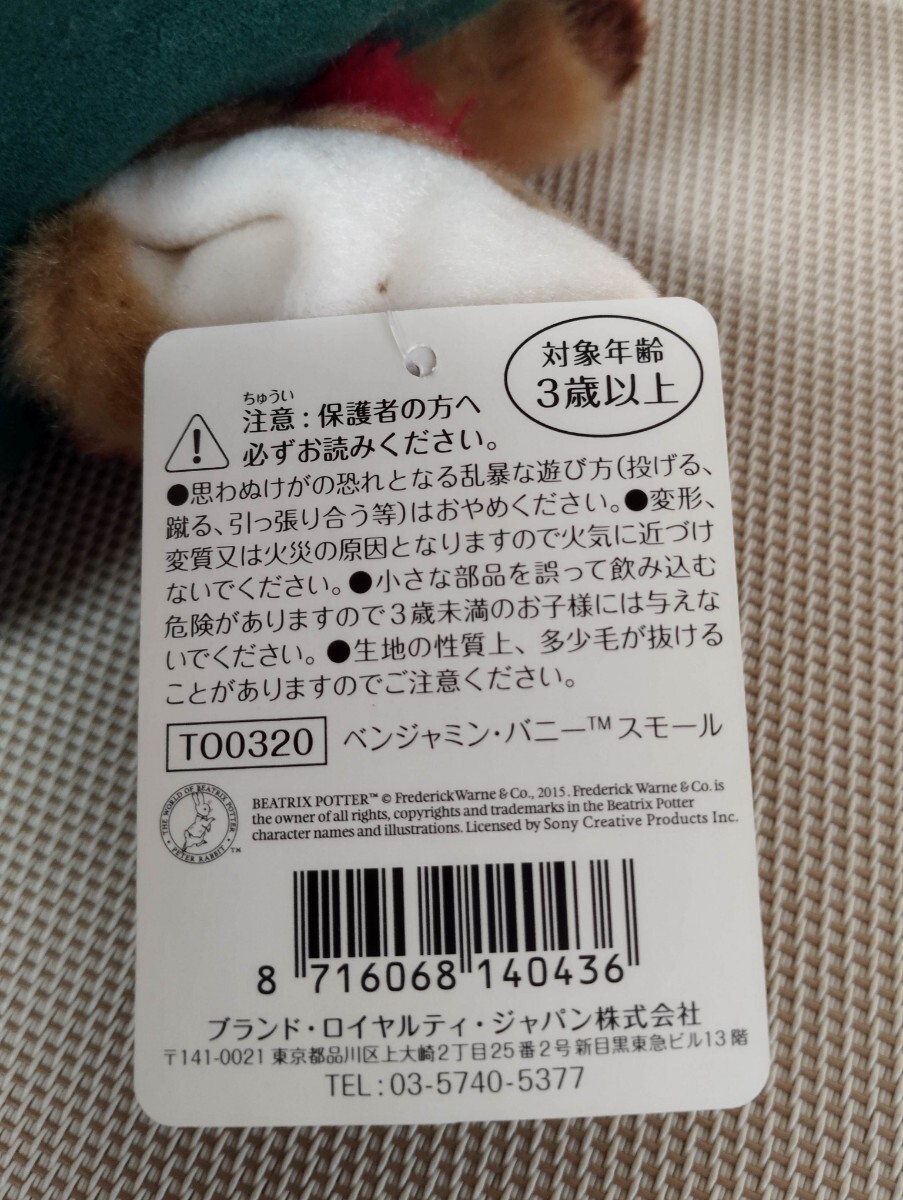 対象年齢
3歳以上
ちゅうい
注意:保護者の方へ
必ずお読みください。
●思わぬけがの恐れとなる乱暴な遊び方(投げる、
蹴る、引っ張り合う等)はおやめください。●変形、
変質又は火災の原因となりますので火気に近づけ
ないでください。●小さな部品を誤って飲み込む
危険がありますので3歳未満のお子様には与えな
いでください。●生地の性質上、多少毛が抜ける
ことがありますのでご注意ください。
TO0320 ベンジャミン・バニー™スモール
THE WORLD OF BEATRIX POTTER
PETER RABBIT ™
BEATRIX POTTER™ © Frederick Warne & Co., 2015. Frederick Warne & Co. is
the owner of all rights, copyrights and trademarks in the Beatrix Potter
character names and illustrations. Licensed by Sony Creative Products Inc.
8 716068 140436
ブランド・ロイヤルティ・ジャパン株式会社
〒141-0021 東京都品川区上大崎2丁目25番2号 新目黒東急ビル13階
TEL:03-5740-5377